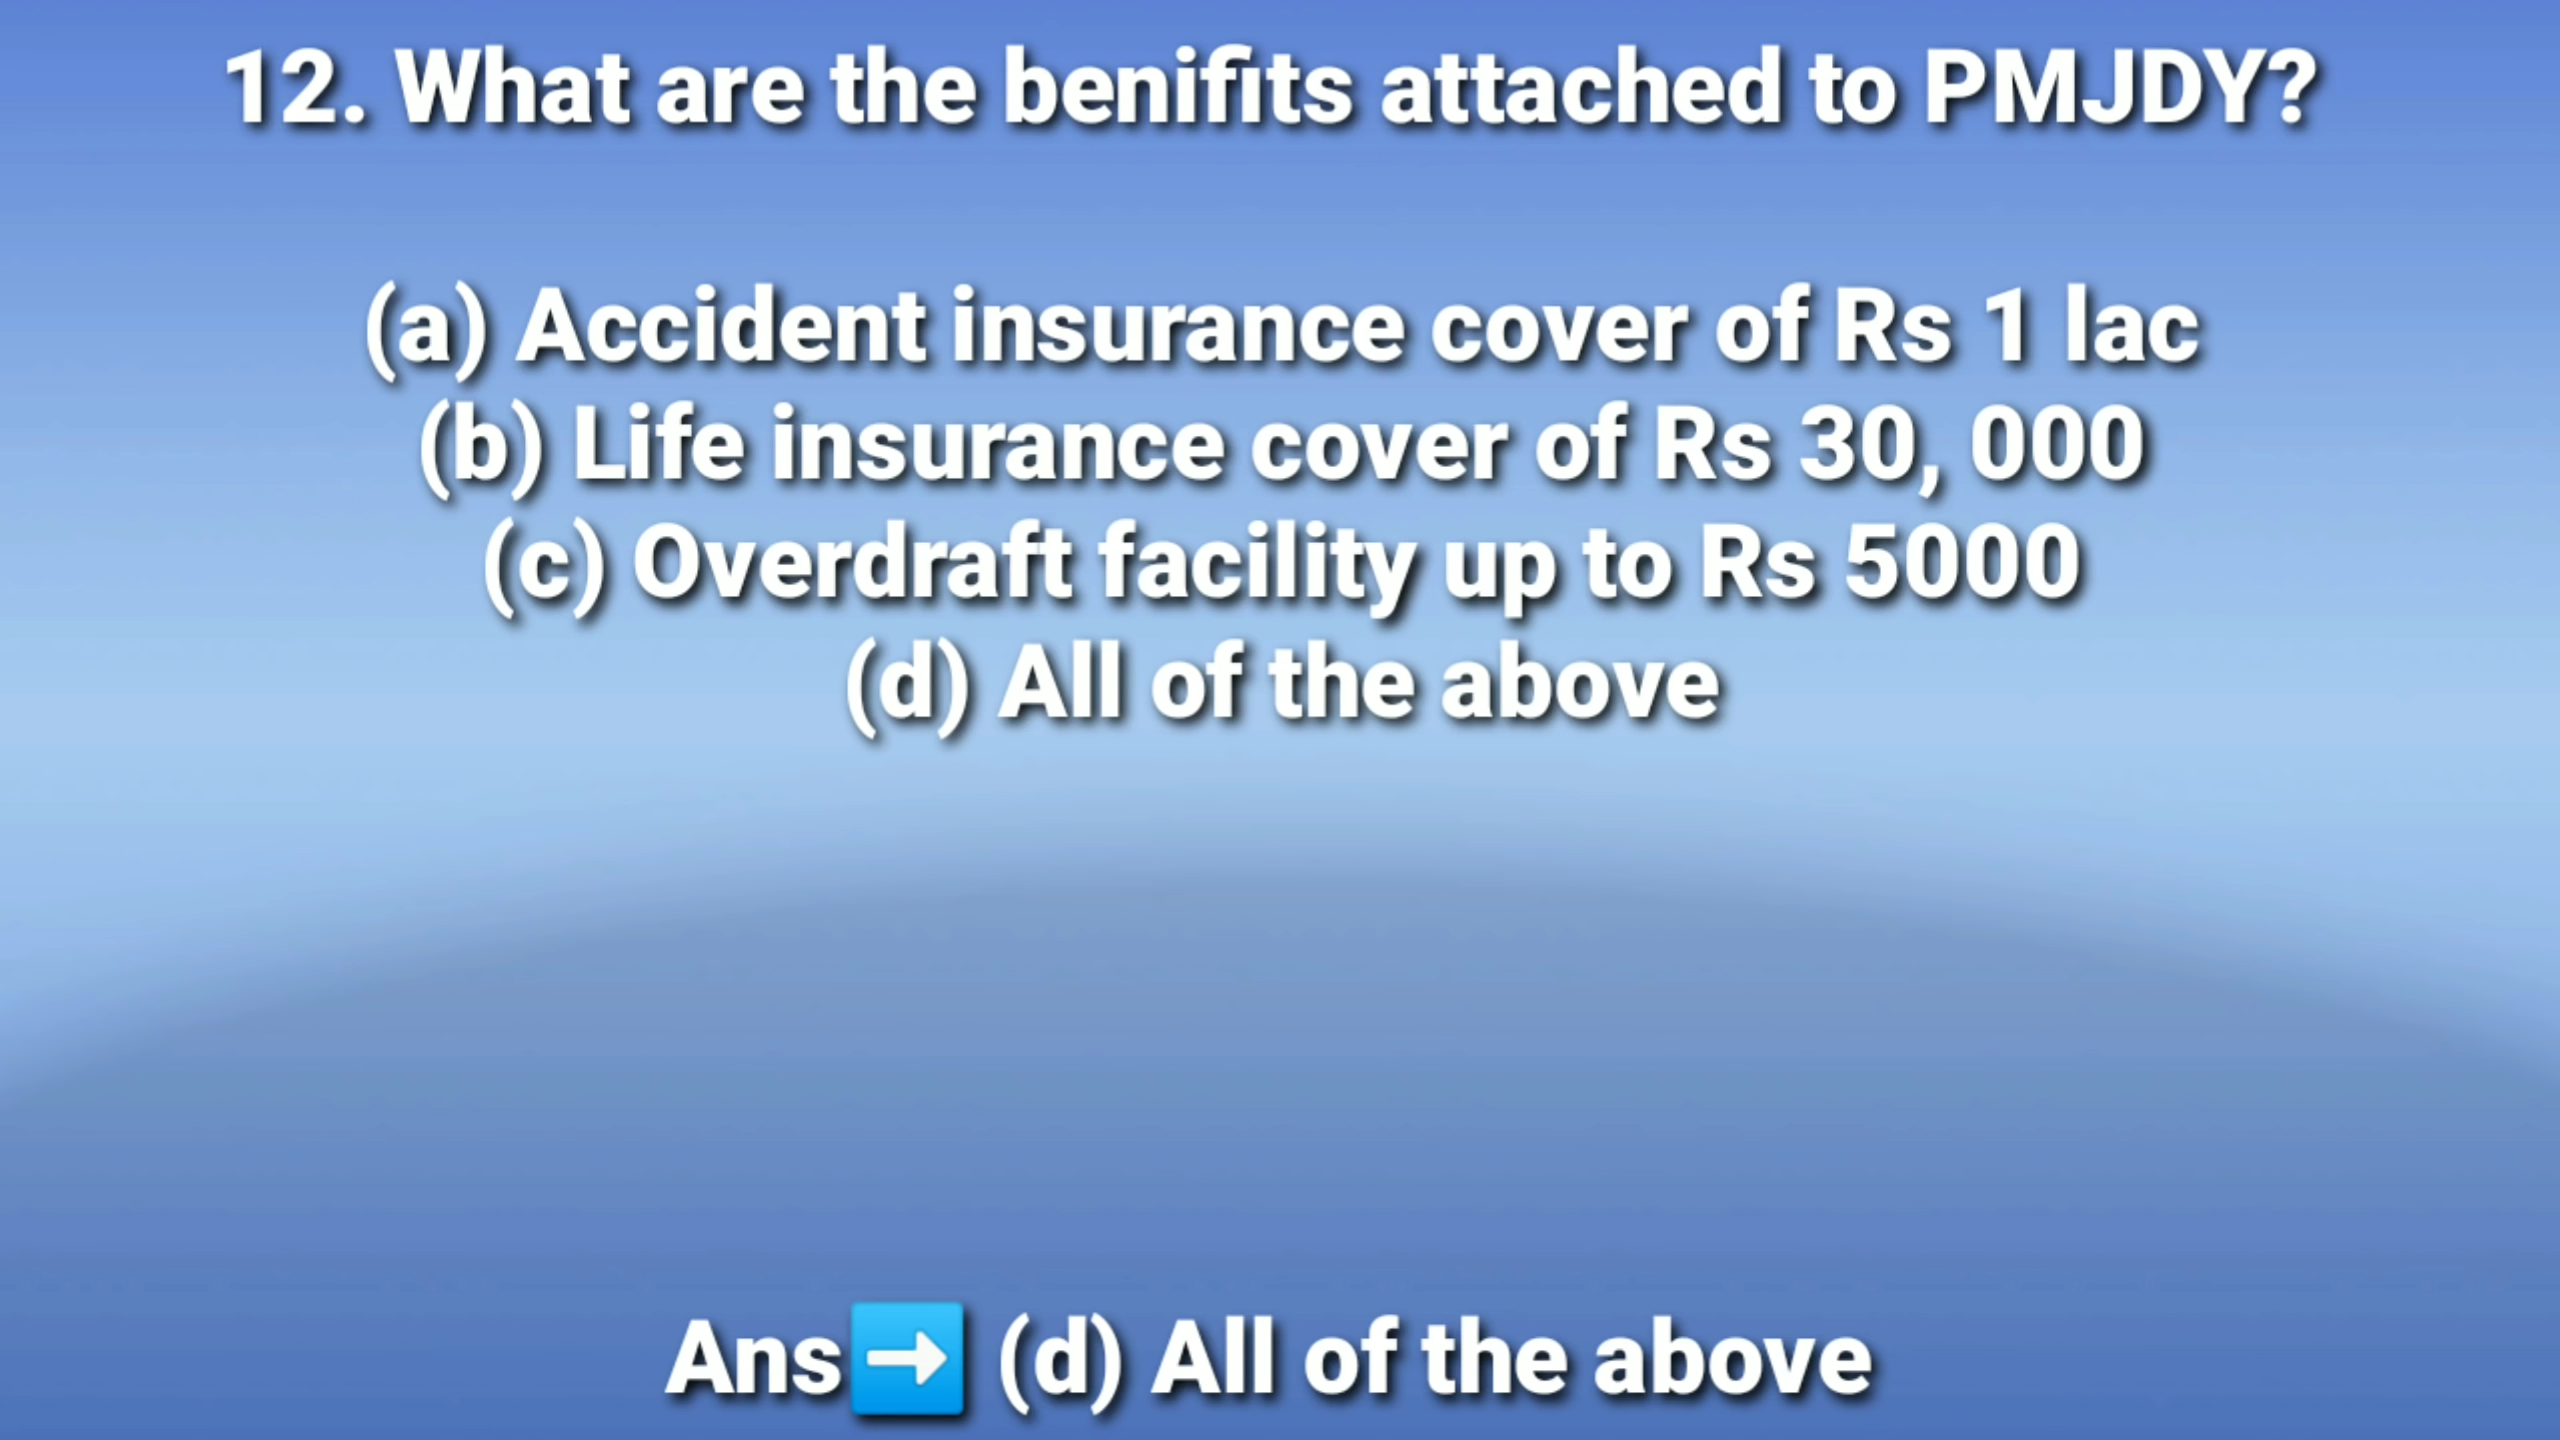 12. What are the benifits attached to PMJDY?
(a) Accident insurance cover of Rs 1 lac
(b) Life insurance cover of Rs 30, 000
(c) Overdraft facility up to Rs 5000
(d) All of the above
Ans➡ (d) All of the above